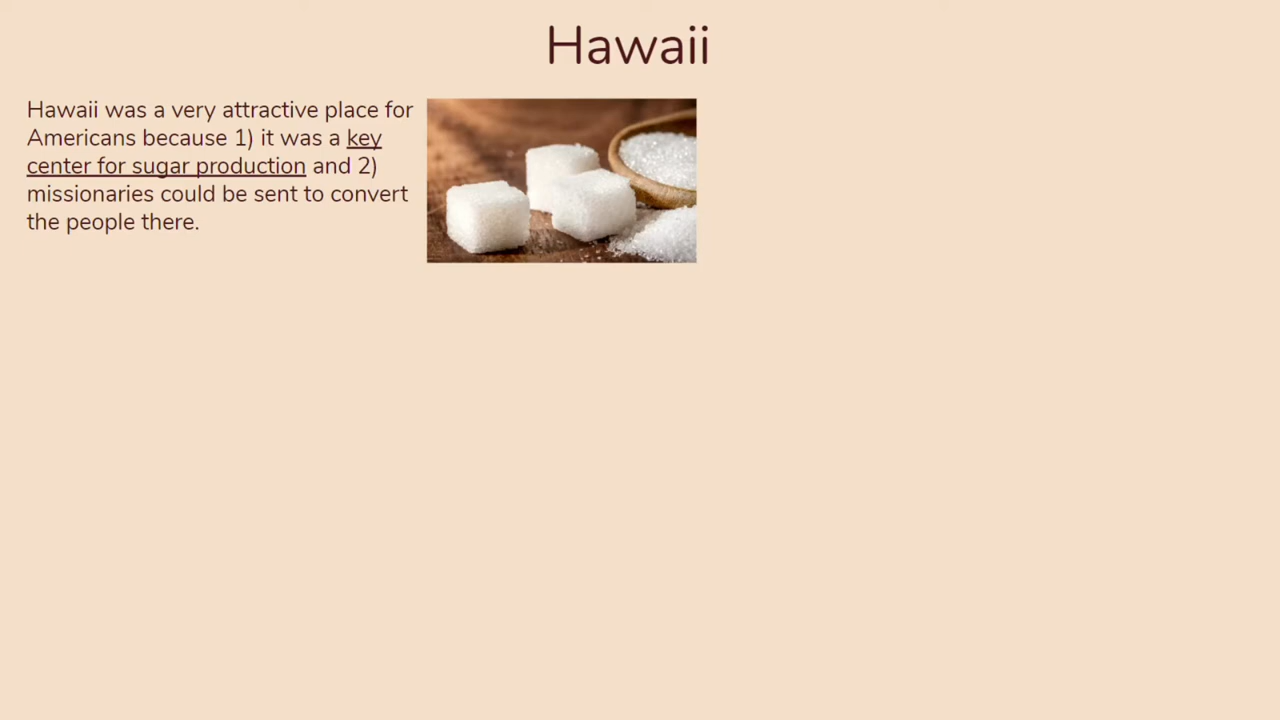 Hawaii
Hawaii was a very attractive place for
Americans because 1) it was a key
center for sugar production and 2)
missionaries could be sent to convert
the people there.